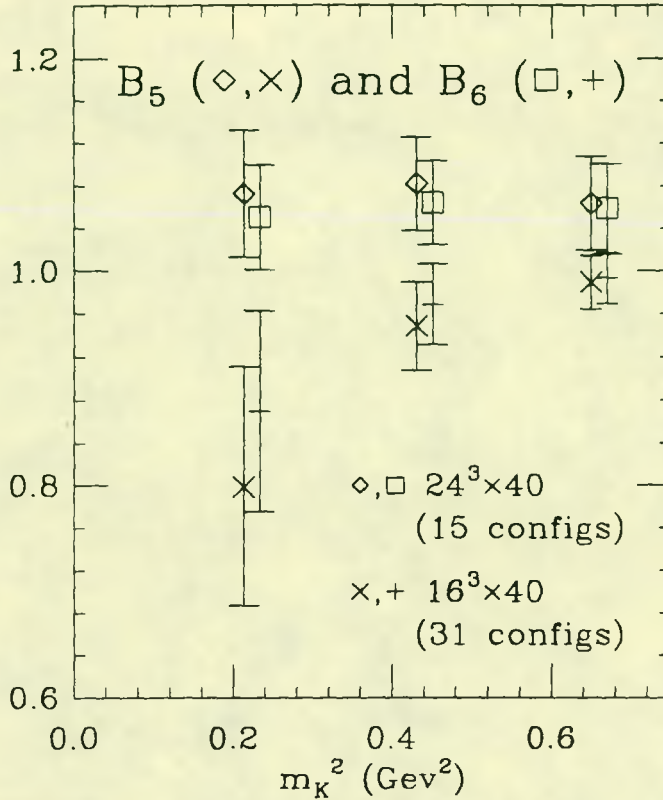 1.2
B₅ (◇,×) and B₆ (□,+)
1.0
0.8
◇,□ 24³×40
(15 configs)
×,+ 16³×40
(31 configs)
0.6
0.0 0.2 0.4 0.6
m_K² (Gev²)